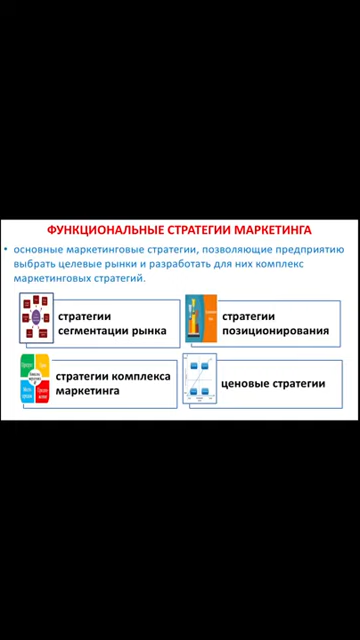 ФУНКЦИОНАЛЬНЫЕ СТРАТЕГИИ МАРКЕТИНГА
• основные маркетинговые стратегии, позволяющие предприятию
выбрать целевые рынки и разработать для них комплекс
маркетинговых стратегий.
стратегии
сегментации рынка
стратегии
позиционирования
стратегии комплекса
маркетинга
ценовые стратегии